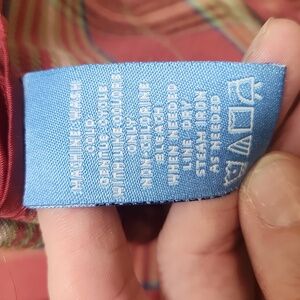 MACHINE WASH
COLD
GENTLE CYCLE
WITH LIKE COLORS
ONLY
NON-CHLORINE
BLEACH
WHEN NEEDED
LINE DRY
STEAM IRON
AS NEEDED